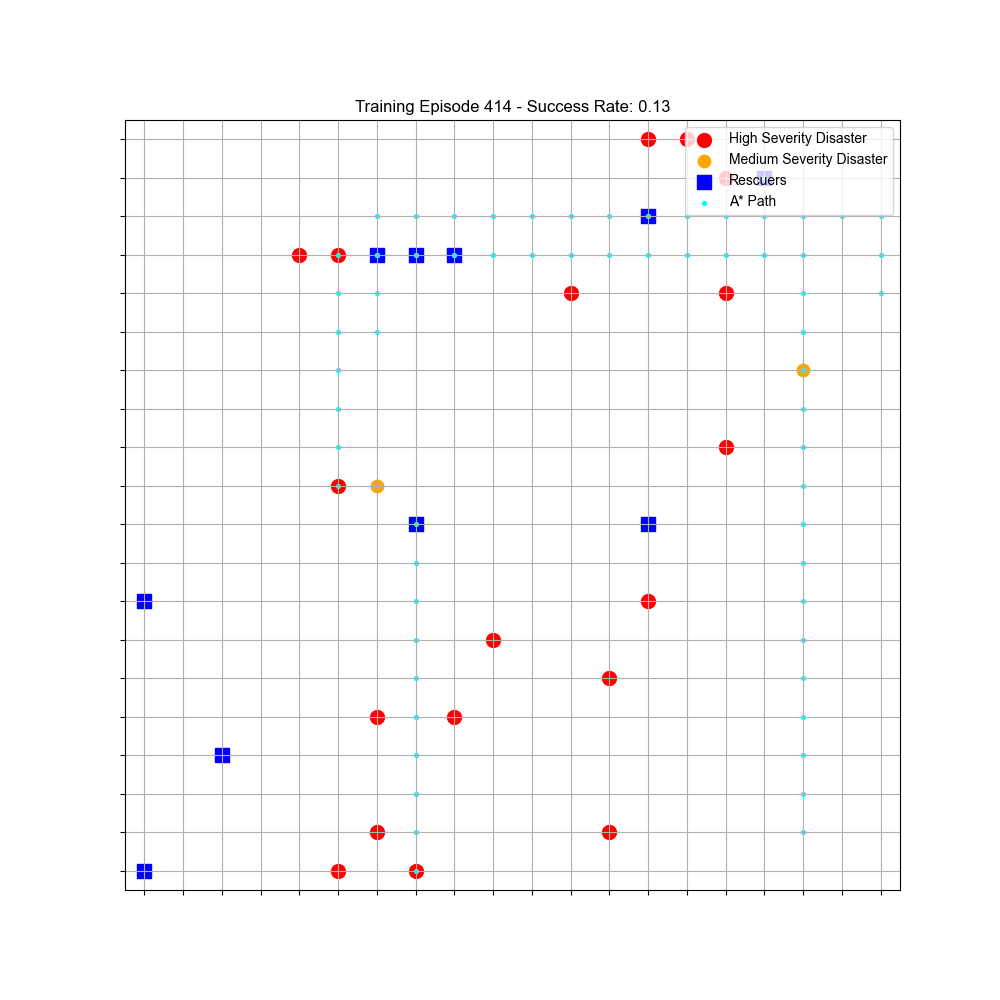 Training Episode 414 - Success Rate: 0.13
High Severity Disaster
Medium Severity Disaster
Rescuers
A* Path